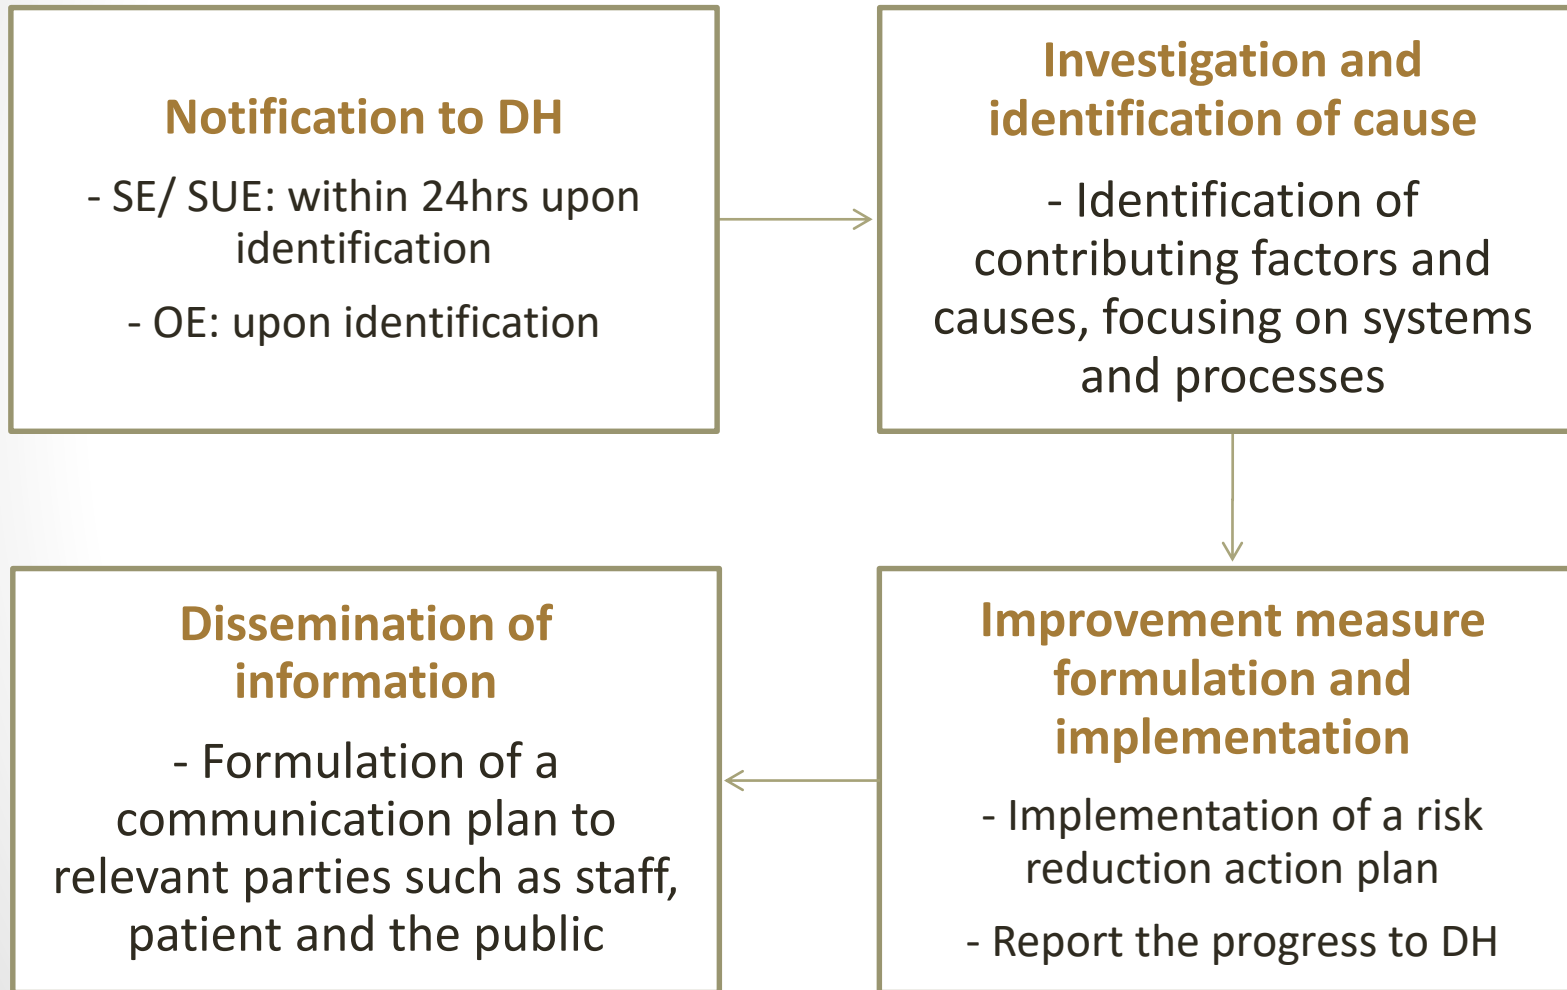 Notification to DH
- SE/ SUE: within 24hrs upon
identification
- OE: upon identification
Investigation and
identification of cause
- Identification of
contributing factors and
causes, focusing on systems
and processes
Improvement measure
formulation and
implementation
- Implementation of a risk
reduction action plan
- Report the progress to DH
Dissemination of
information
- Formulation of a
communication plan to
relevant parties such as staff,
patient and the public